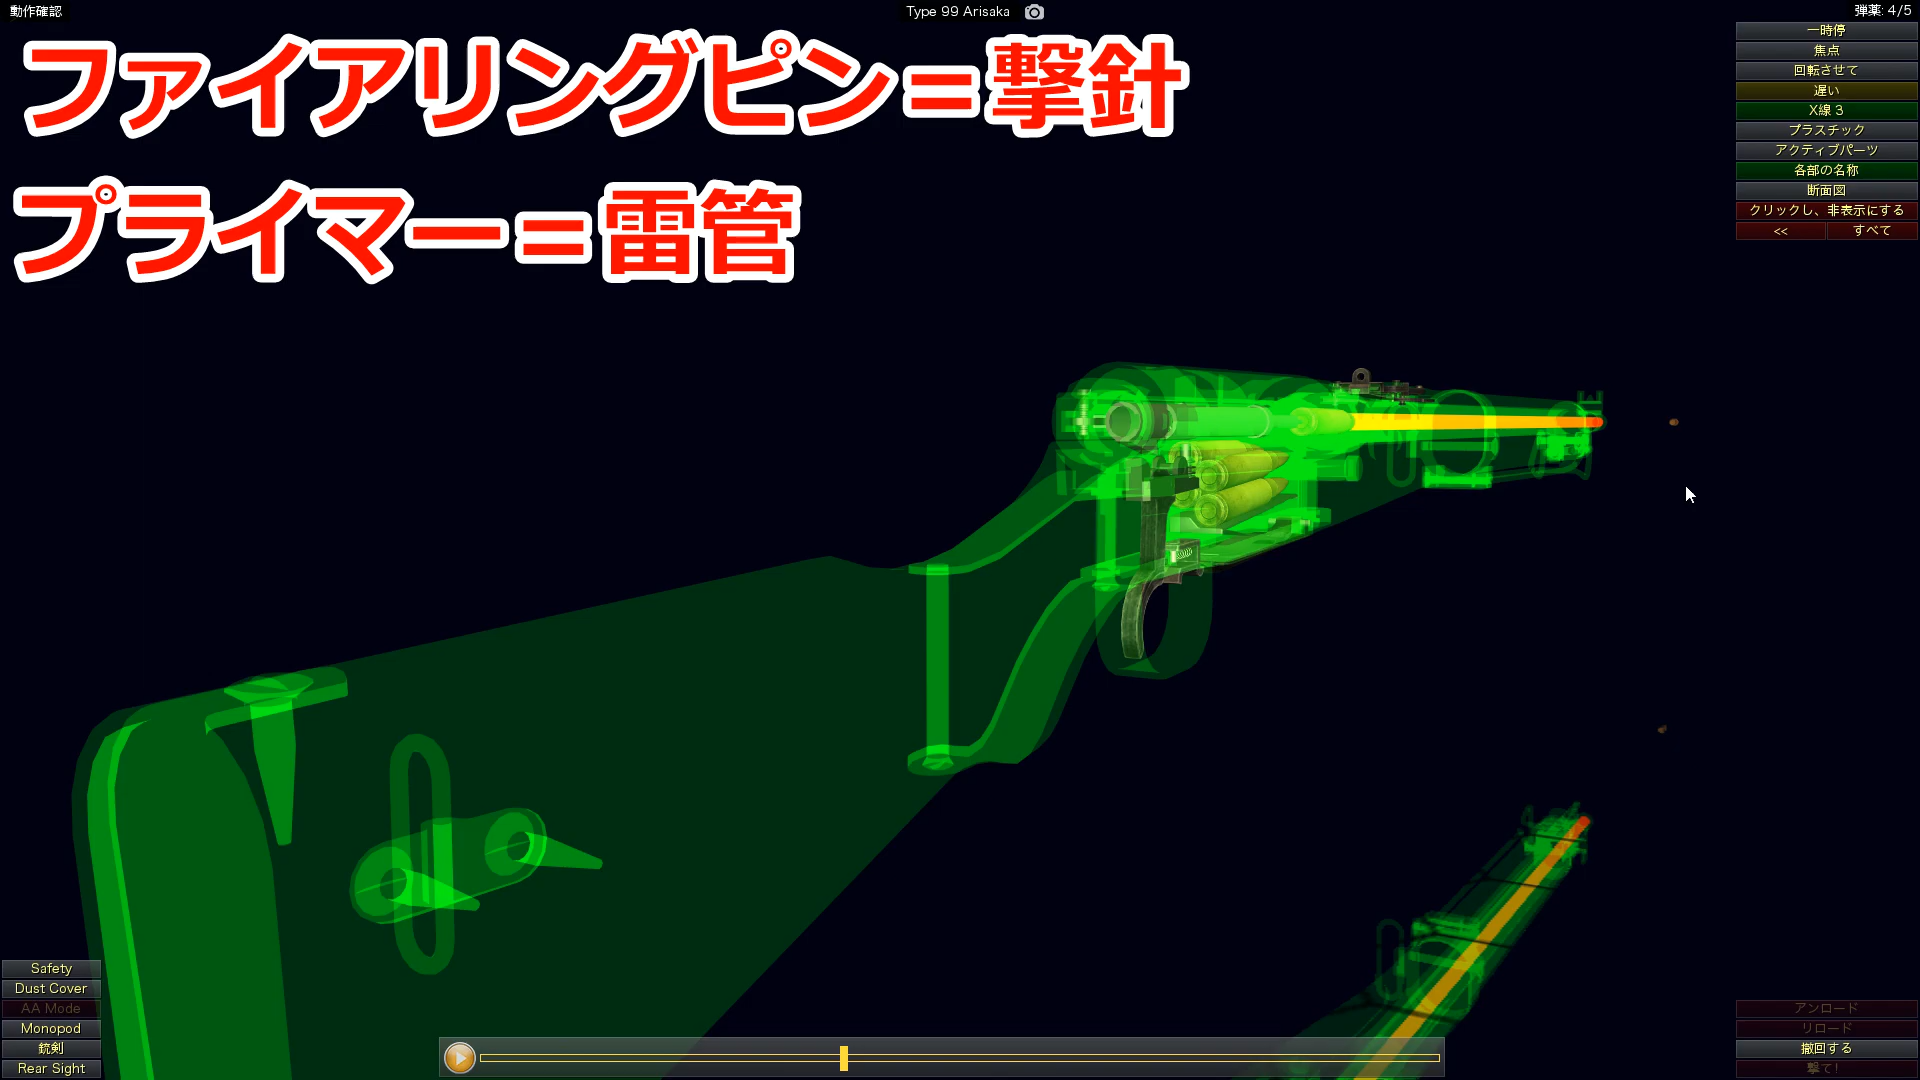 動作確認
Type 99 Arisaka
弾薬: 4/5
ファイアリングピン＝撃針
プライマー＝雷管
一時停
焦点
回転させて
遅い
X線 3
プラスチック
アクティブパーツ
各部の名称
断面図
クリックし、非表示にする
<< すべて
Safety
Dust Cover
AA Mode
Monopod
銃剣
Rear Sight
アンロード
リロード
撤回する
撃て!